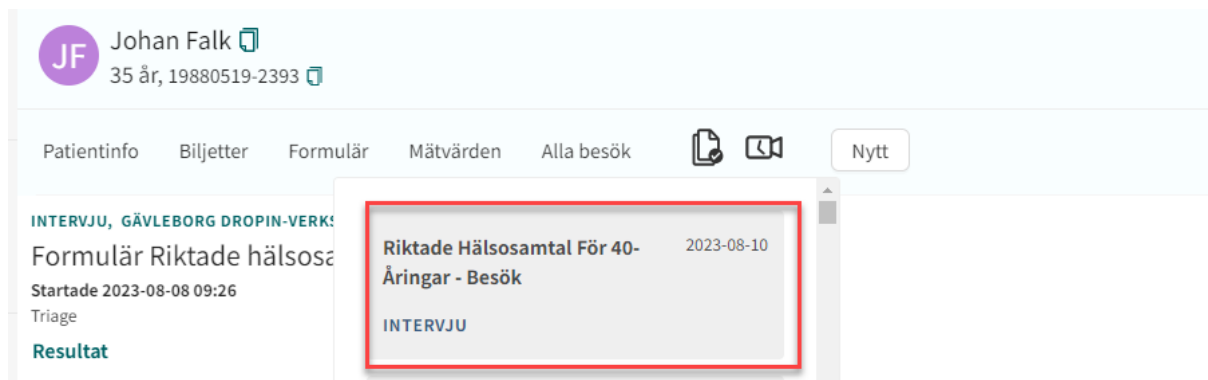 JF
Johan Falk
35 år, 19880519-2393
Patientinfo Biljetter Formulär Mätvärden Alla besök Nytt
INTERVJU, GÄVLEBORG DROPIN-VERKS
Formulär Riktade hälsosa
Startade 2023-08-08 09:26
Triage
Resultat
Riktade Hälsosamtal För 40- 2023-08-10
Åringar - Besök
INTERVJU